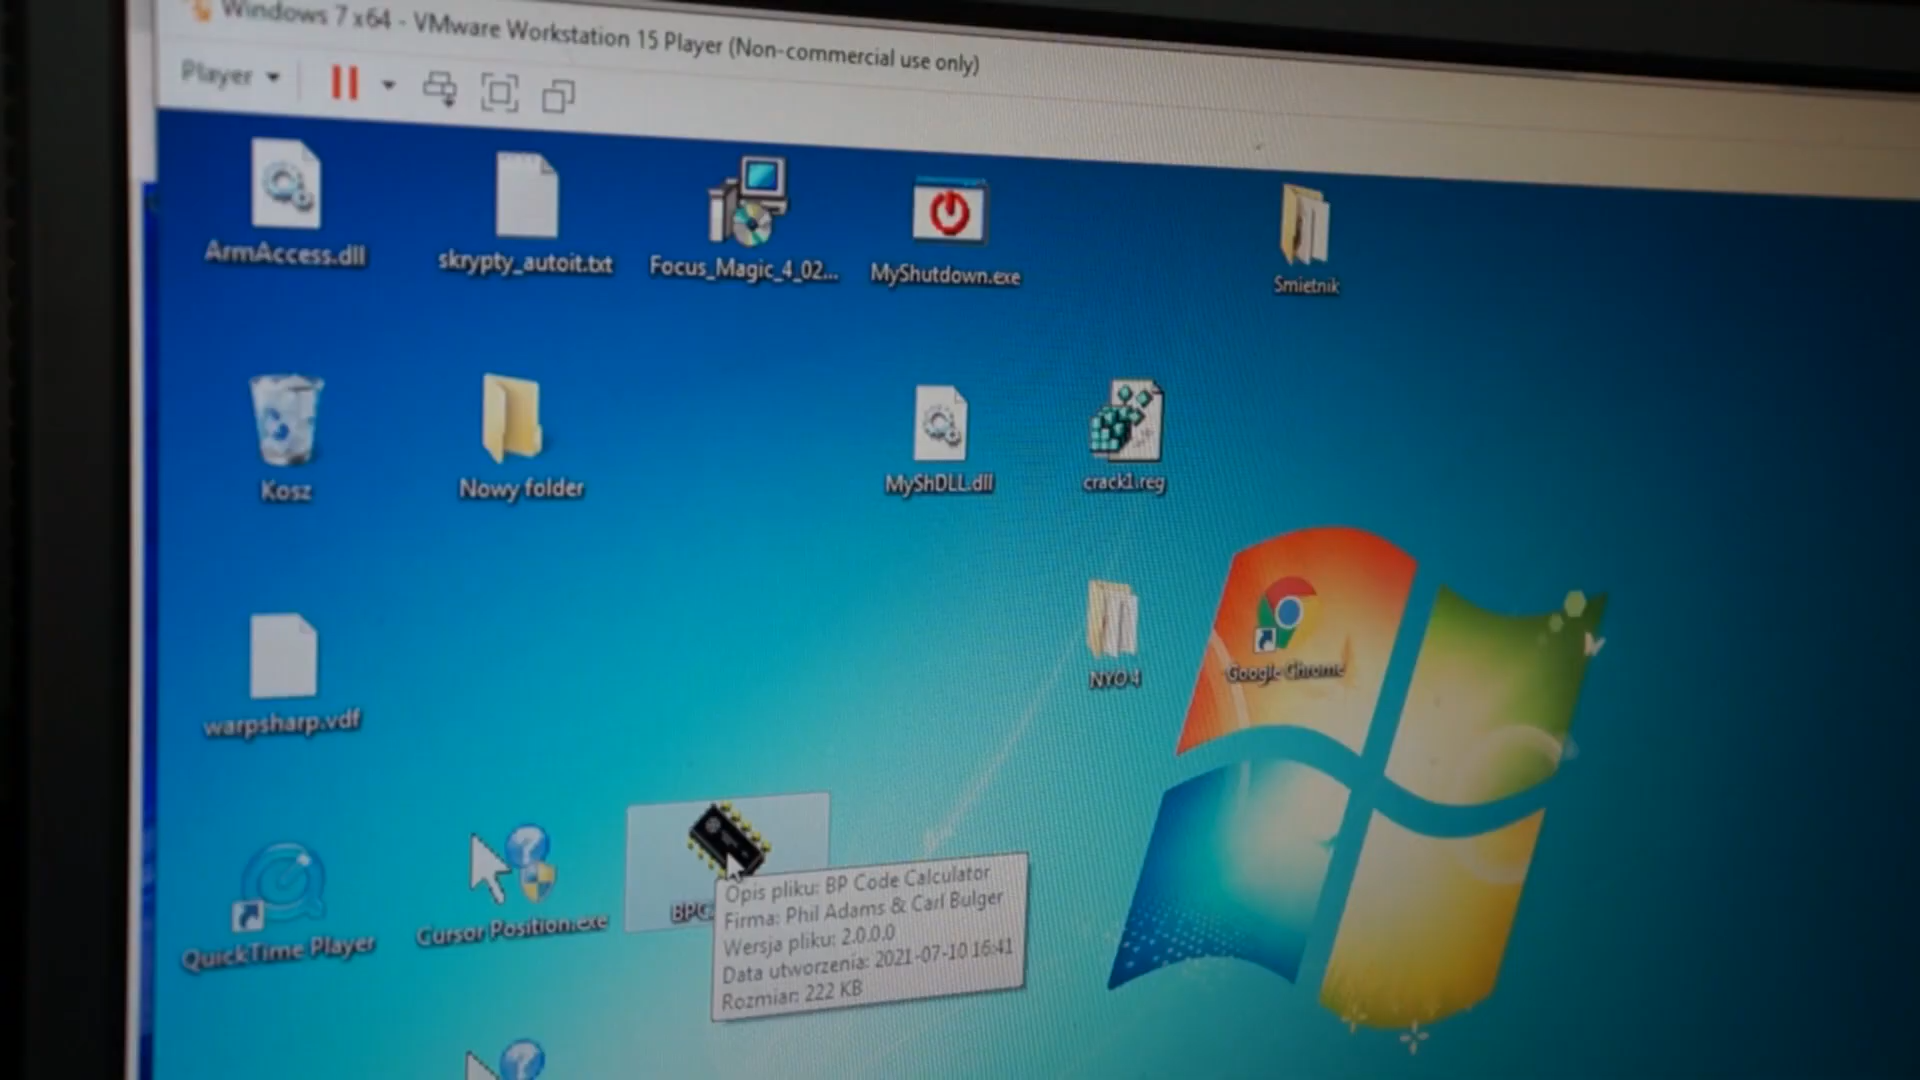 Windows 7 x64 - VMware Workstation 15 Player (Non-commercial use only)
Player
ArmAccess.dll
skrypty_autoit.txt
Focus_Magic_4_02...
MyShutdown.exe
Smietnik
Kosz
Nowy folder
MyShDLL.dll
crack1.reg
warpsharp.vdf
NYO4
Google Chrome
QuickTime Player
Cursor Position.exe
BPC
Opis pliku: BP Code Calculator
Firma: Phil Adams & Carl Bulger
Wersja pliku: 2.0.0.0
Data utworzenia: 2021-07-10 16:41
Rozmiar: 222 KB